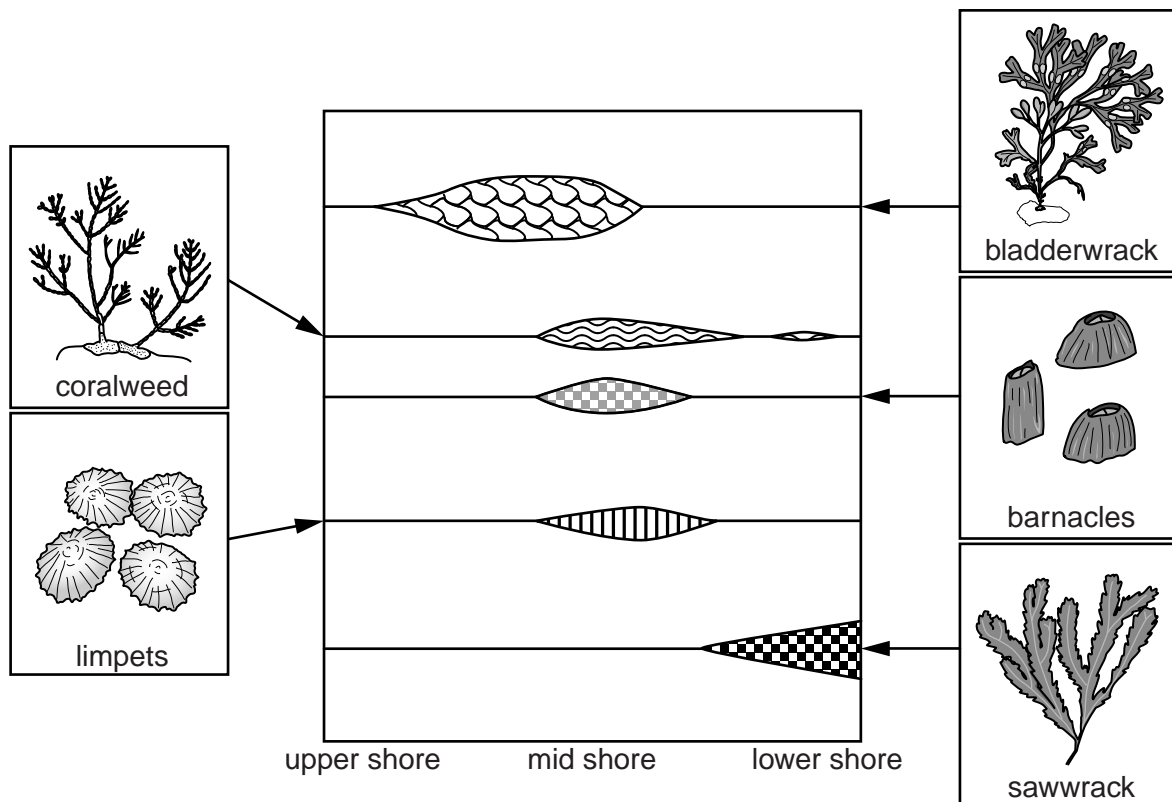 bladderwrack
coralweed
barnacles
limpets
upper shore mid shore lower shore
sawwrack